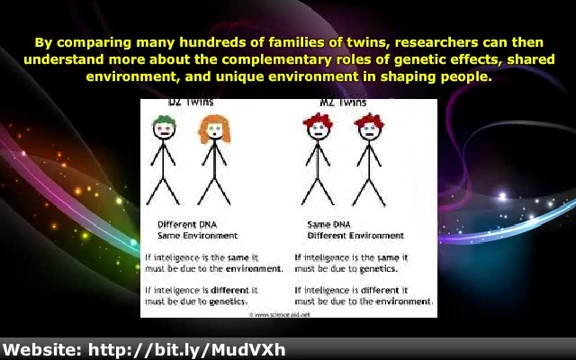 By comparing many hundreds of families of twins, researchers can then
understand more about the complementary roles of genetic effects, shared
environment, and unique environment in shaping people.
DZ Twins
MZ Twins
Different DNA
Same Environment
If inteligence is the same it
must be due to the environment.
If inteligence is different it
must be due to genetics.
Same DNA
Different Environment
If inteligence is the same it
must be due to genetics.
If inteligence is different it
must be due to the environment.
© www.science aid.net
Website: http://bit.ly/MudVXh